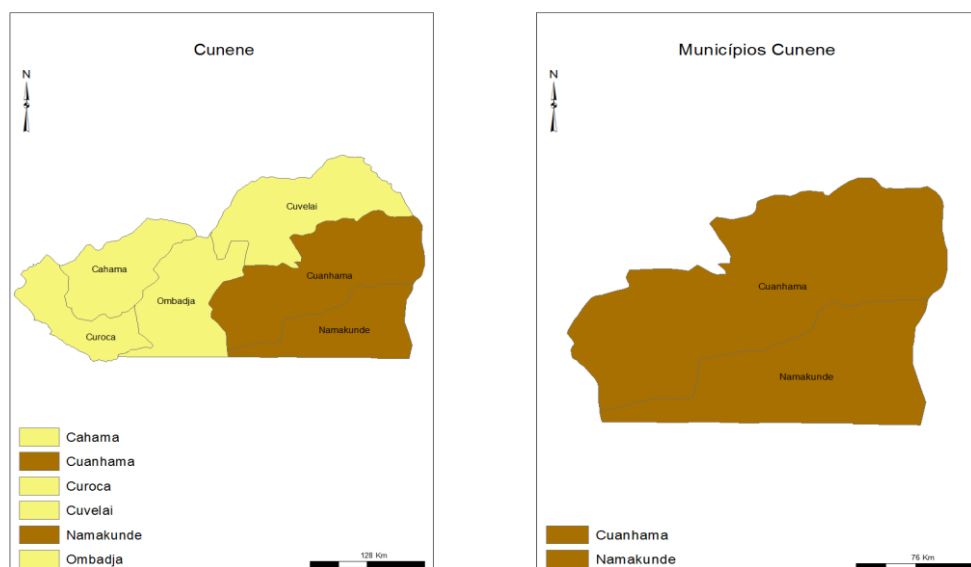 Cunene
N
Cuvelai
Cahama
Cuanhama
Ombadja
Namakunde
Curoca
Cahama
Cuanhama
Curoca
Cuvelai
Namakunde
Ombadja
128 Km
Municípios Cunene
N
Cuanhama
Namakunde
Cuanhama
Namakunde
76 Km